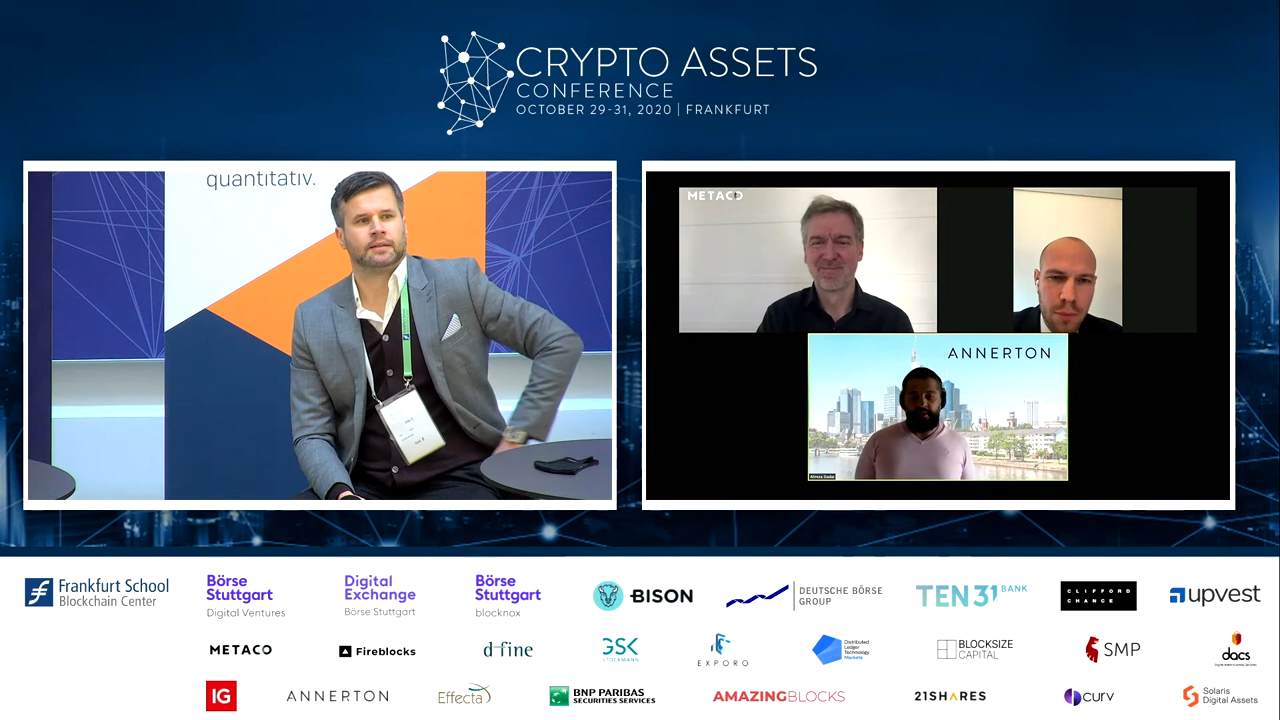 CRYPTO ASSETS
CONFERENCE
OCTOBER 29-31, 2020 | FRANKFURT
quantitativ.
METACO
ANNERTON
Alireza Siadat
Frankfurt School
Blockchain Center
Börse
Stuttgart
Digital Ventures
Digital
Exchange
Börse Stuttgart
Börse
Stuttgart
blocknox
BISON
DEUTSCHE BÖRSE
GROUP
TEN31 BANK
CLIFFORD
CHANCE
upvest
METACO
Fireblocks
d-fine
GSK
STOCKMANN
EXPORO
Distributed
Ledger
Technology
Markets
BLOCKSIZE
CAPITAL
SMP
dacs
IG
ANNERTON
Effecta
BNP PARIBAS
SECURITIES SERVICES
AMAZINGBLOCKS
21SHARES
curv
Solaris
Digital Assets